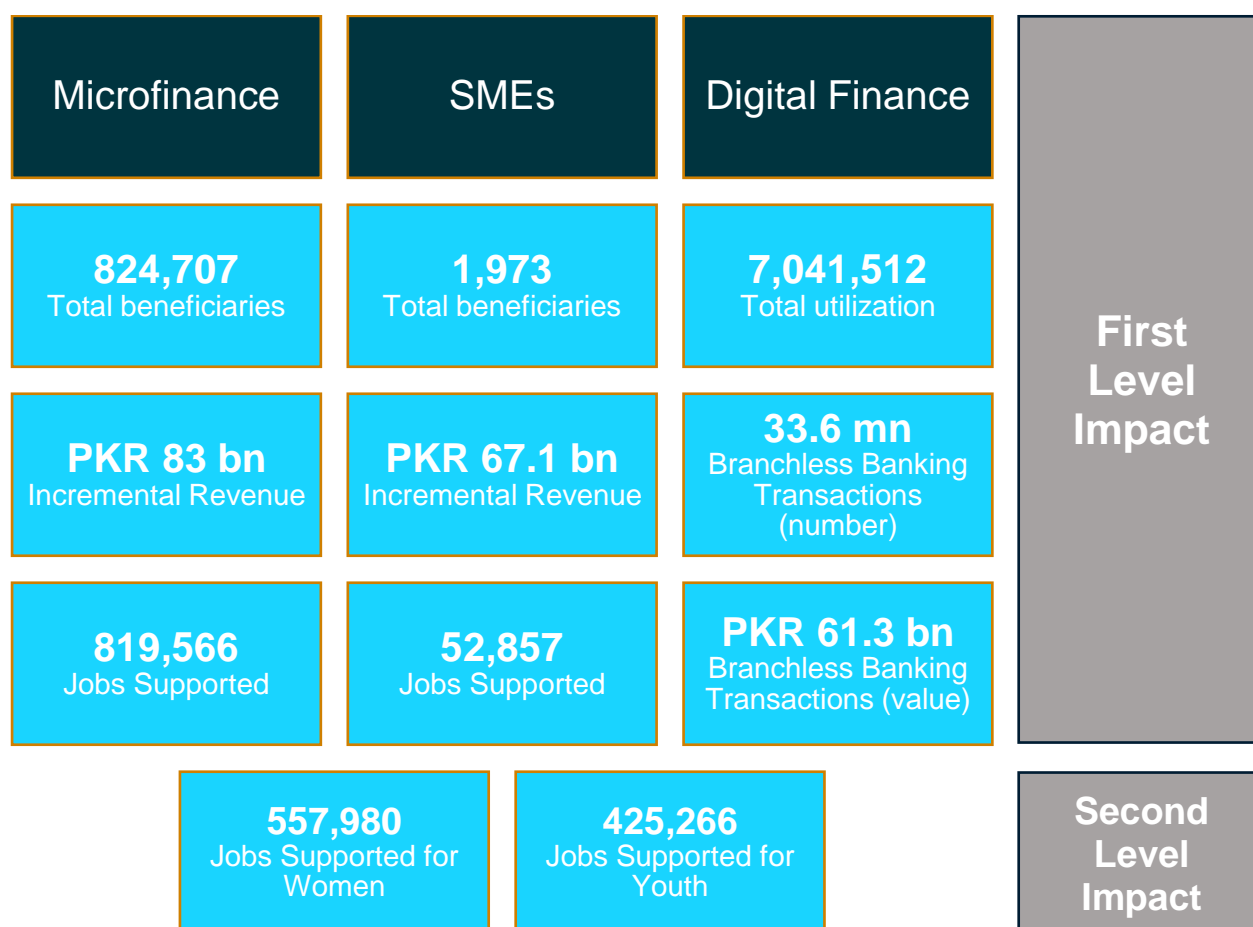 Microfinance
SMEs
Digital Finance
824,707
Total beneficiaries
1,973
Total beneficiaries
7,041,512
Total utilization
PKR 83 bn
Incremental Revenue
PKR 67.1 bn
Incremental Revenue
33.6 mn
Branchless Banking
Transactions
(number)
819,566
Jobs Supported
52,857
Jobs Supported
PKR 61.3 bn
Branchless Banking
Transactions (value)
First
Level
Impact
557,980
Jobs Supported for
Women
425,266
Jobs Supported for
Youth
Second
Level
Impact